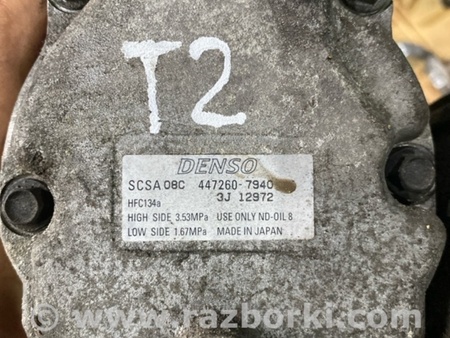 T2
DENSO
SCSA 08C 447260-7940
3J 12972
HFC134a
HIGH SIDE 3.53MPa USE ONLY ND-OIL 8
LOW SIDE 1.67MPa MADE IN JAPAN
www.razborki.com